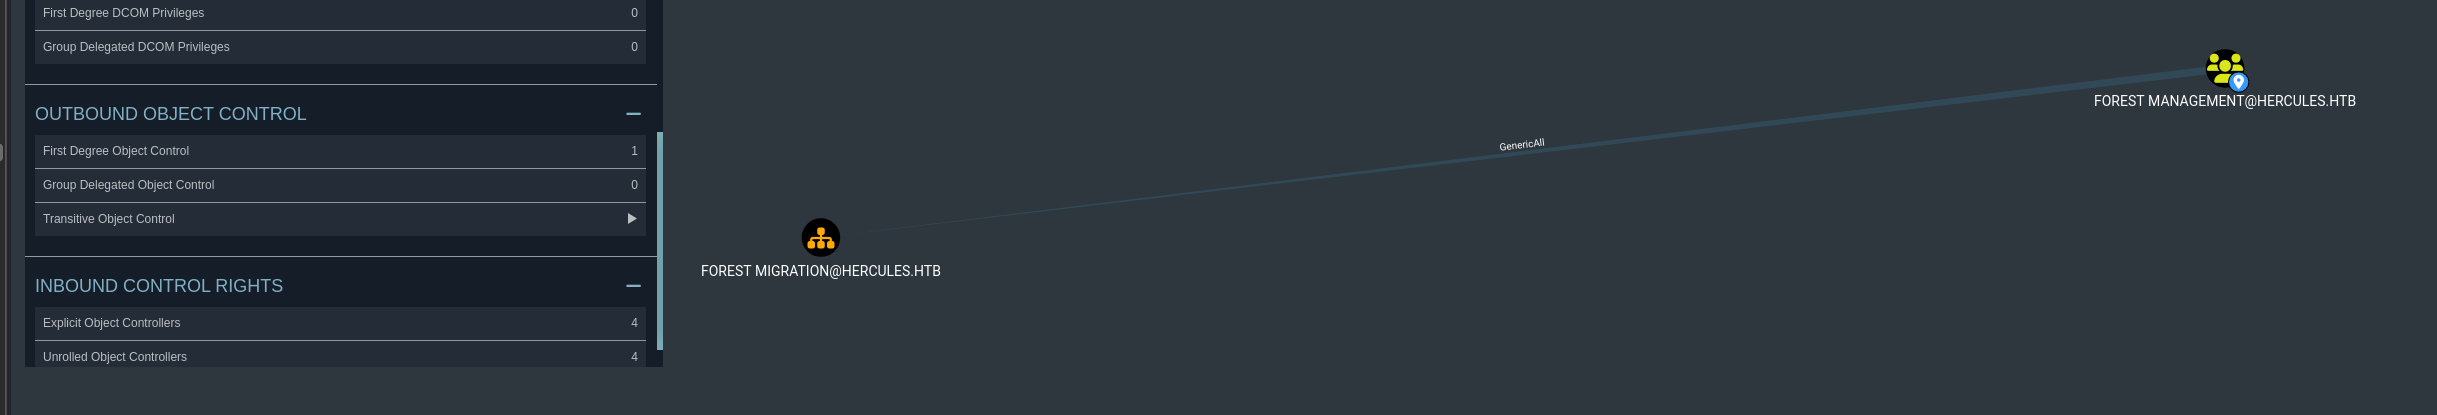 First Degree DCOM Privileges 0
Group Delegated DCOM Privileges 0
OUTBOUND OBJECT CONTROL
First Degree Object Control 1
Group Delegated Object Control 0
Transitive Object Control
INBOUND CONTROL RIGHTS
Explicit Object Controllers 4
Unrolled Object Controllers 4
FOREST MANAGEMENT@HERCULES.HTB
GenericAll
FOREST MIGRATION@HERCULES.HTB